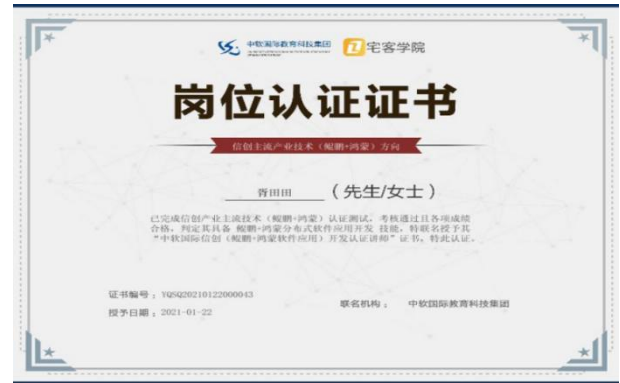 中软国际教育科技集团 宅客学院
岗位认证证书
信创主流产业技术(鲲鹏+鸿蒙)方向
胥田田 (先生/女士)
已完成信创产业主流技术(鲲鹏+鸿蒙)认证测试,考核通过且各项成绩
合格,判定其具备 鲲鹏+鸿蒙分布式软件应用开发 技能,特联名授予其
“中软国际信创(鲲鹏+鸿蒙软件应用)开发认证讲师”证书,特此认证。
证书编号:YQSQ20210122000043
联名机构: 中软国际教育科技集团
授予日期:2021-01-22